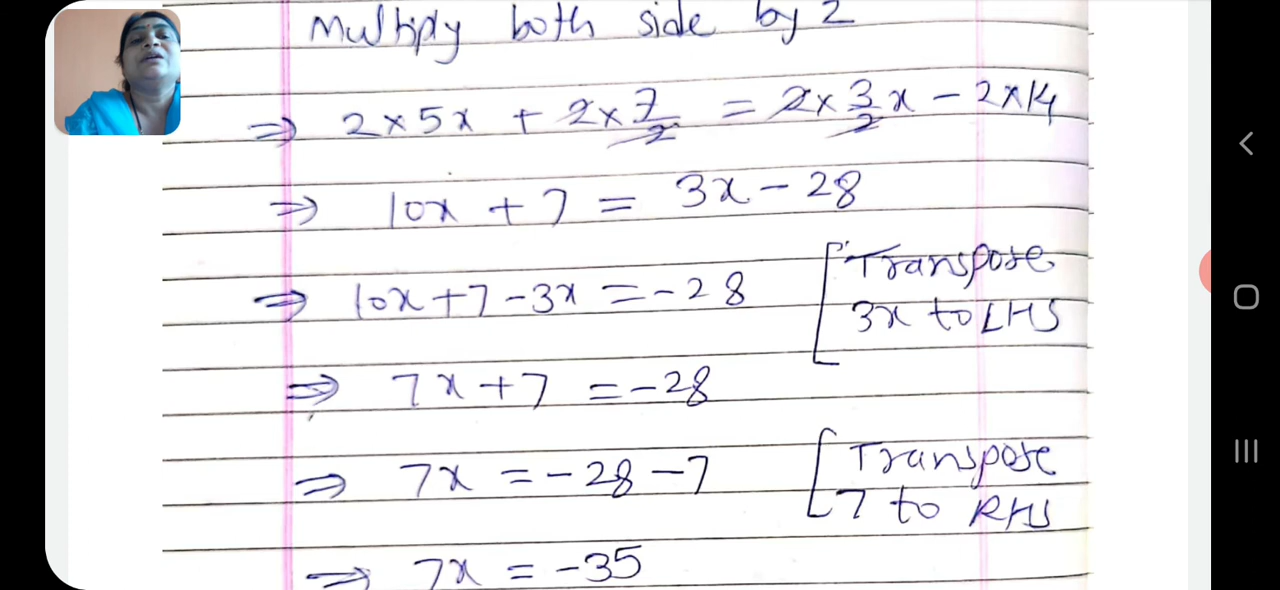 Multiply both side by 2
⇒ 2×5x + 2×7/2 = 2×3/2x − 2×14
⇒ 10x + 7 = 3x − 28
⇒ 10x+7−3x = −28 [Transpose
3x to LHS
⇒ 7x+7 = −28
⇒ 7x = −28 −7 [Transpose
7 to RHS
⇒ 7x = −35